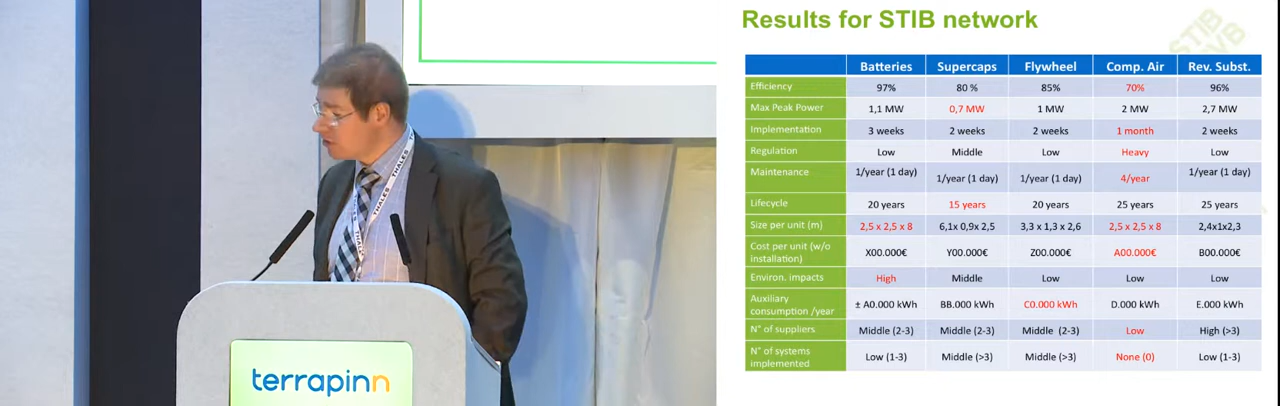 Results for STIB network
STIB
VB
Batteries Supercaps Flywheel Comp. Air Rev. Subst.
Efficiency 97% 80 % 85% 70% 96%
Max Peak Power 1,1 MW 0,7 MW 1 MW 2 MW 2,7 MW
Implementation 3 weeks 2 weeks 2 weeks 1 month 2 weeks
Regulation Low Middle Low Heavy Low
Maintenance 1/year (1 day) 1/year (1 day) 1/year (1 day) 4/year 1/year (1 day)
Lifecycle 20 years 15 years 20 years 25 years 25 years
Size per unit (m) 2,5 x 2,5 x 8 6,1x 0,9x 2,5 3,3 x 1,3 x 2,6 2,5 x 2,5 x 8 2,4x1x2,3
Cost per unit (w/o
installation) X00.000€ Y00.000€ Z00.000€ A00.000€ B00.000€
Environ. impacts High Middle Low Low Low
Auxiliary
consumption /year ± A0.000 kWh BB.000 kWh C0.000 kWh D.000 kWh E.000 kWh
N° of suppliers Middle (2-3) Middle (2-3) Middle (2-3) Low High (>3)
N° of systems
implemented Low (1-3) Middle (>3) Middle (>3) None (0) Low (1-3)
THALES
THALES
terrapinn